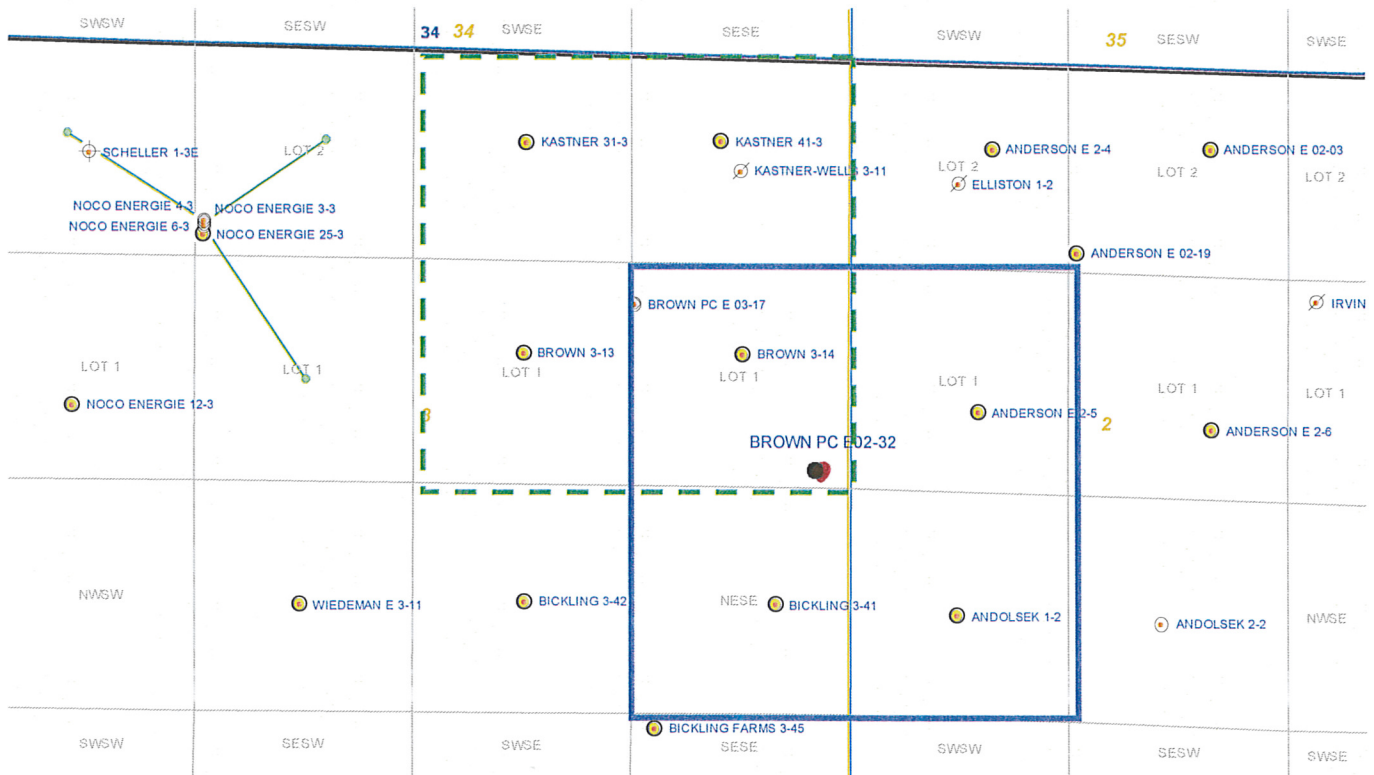 SWSW
SESW
34 34
SWSE
SESE
SWSW
35
SESW
SWSE
SCHELLER 1-3E
LOT 2
KASTNER 31-3
KASTNER 41-3
KASTNER-WELLS 3-11
ANDERSON E 2-4
LOT 2
ELLISTON 1-2
ANDERSON E 02-03
LOT 2
LOT 2
NOCO ENERGIE 4-3
NOCO ENERGIE 3-3
NOCO ENERGIE 6-3
NOCO ENERGIE 25-3
ANDERSON E 02-19
BROWN PC E 03-17
IRVIN
BROWN 3-13
BROWN 3-14
LOT 1
LOT 1
LOT 1
LOT 1
LOT 1
LOT 1
LOT 1
NOCO ENERGIE 12-3
3
ANDERSON E 2-5
2
ANDERSON E 2-6
BROWN PC E02-32
NWSW
WIEDEMAN E 3-11
BICKLING 3-42
NESE
BICKLING 3-41
ANDOLSEK 1-2
ANDOLSEK 2-2
NWSE
BICKLING FARMS 3-45
SWSW
SESW
SWSE
SESE
SWSW
SESW
SWSE